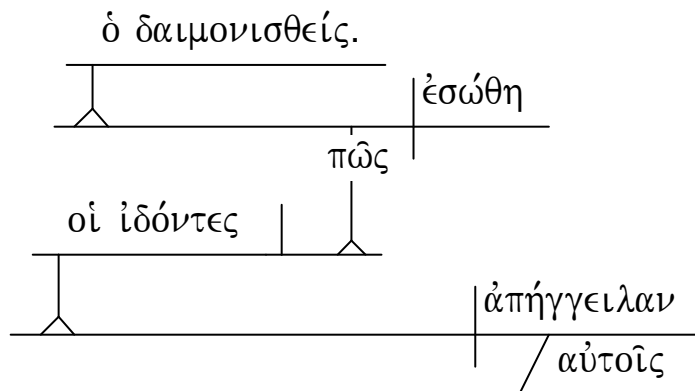 ὁ δαιμονισθείς.
ἐσώθη
πῶς
οἱ ἰδόντες
ἀπήγγειλαν
αὐτοῖς